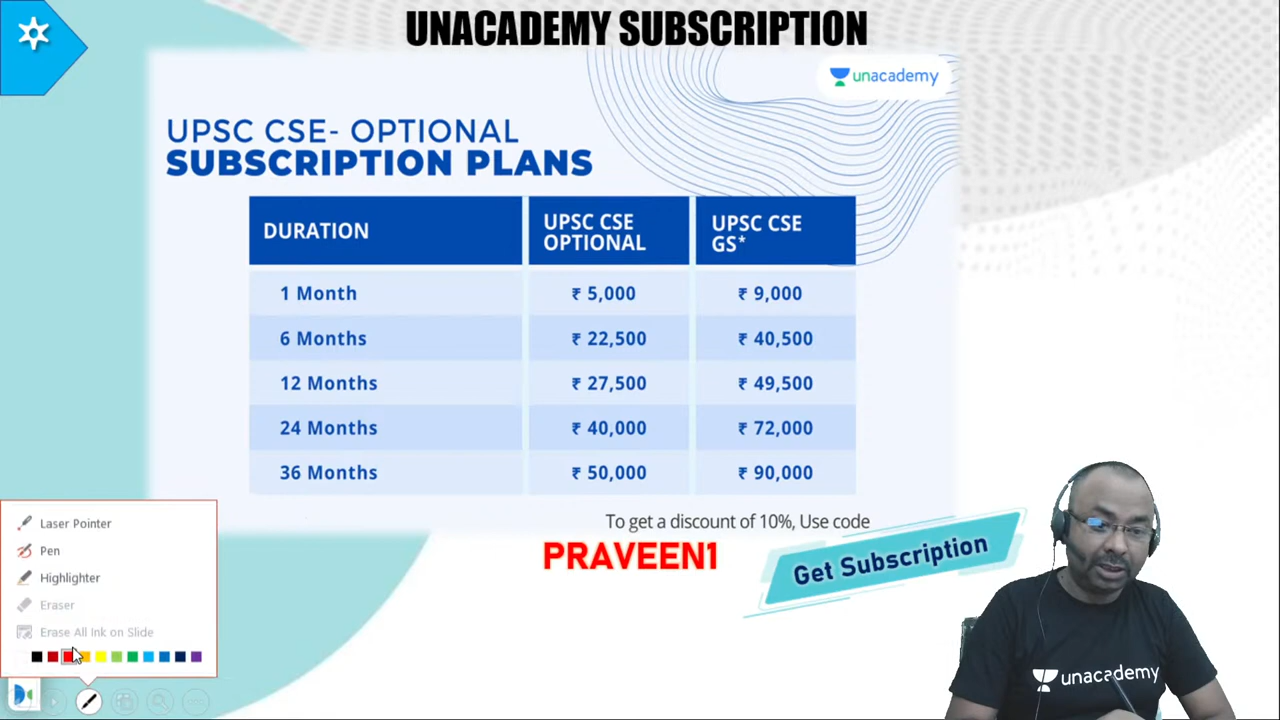 UNACADEMY SUBSCRIPTION
unacademy
UPSC CSE- OPTIONAL
SUBSCRIPTION PLANS
DURATION UPSC CSE OPTIONAL UPSC CSE GS*
1 Month ₹ 5,000 ₹ 9,000
6 Months ₹ 22,500 ₹ 40,500
12 Months ₹ 27,500 ₹ 49,500
24 Months ₹ 40,000 ₹ 72,000
36 Months ₹ 50,000 ₹ 90,000
To get a discount of 10%, Use code
PRAVEEN1
Get Subscription
Laser Pointer
Pen
Highlighter
Eraser
Erase All Ink on Slide
unacademy